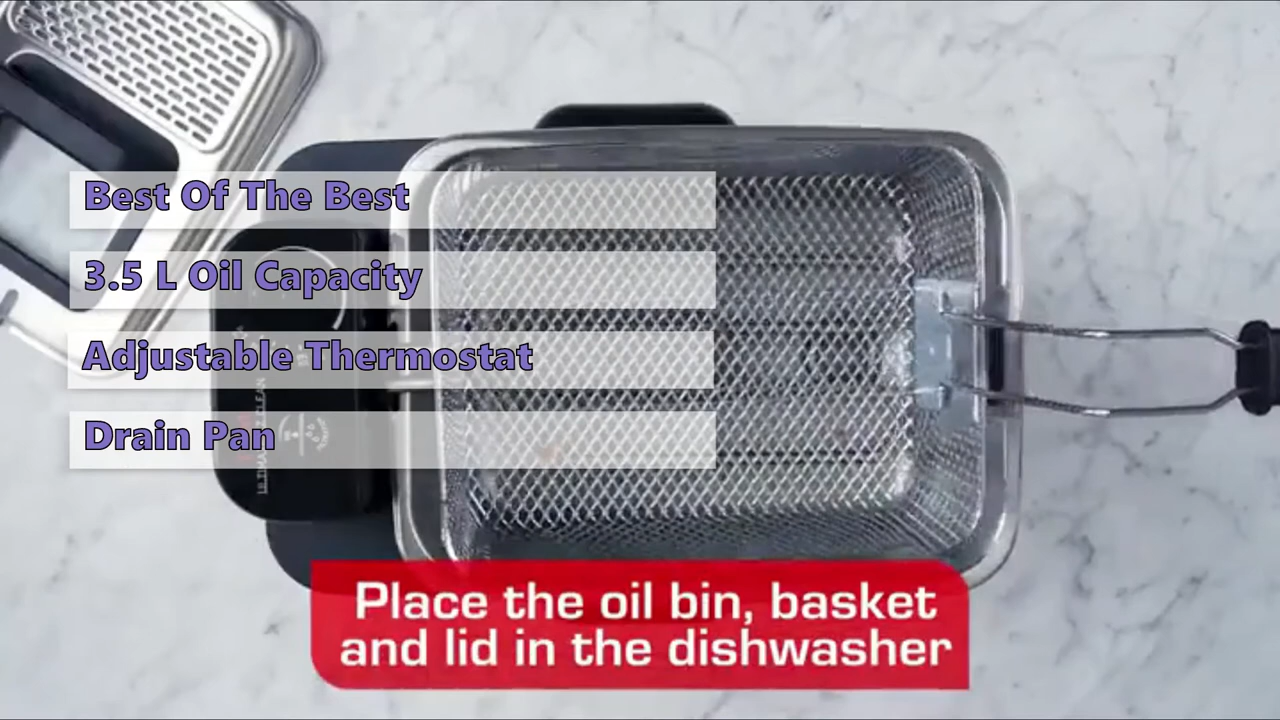 Best Of The Best
3.5 L Oil Capacity
Adjustable Thermostat
Drain Pan
Place the oil bin, basket
and lid in the dishwasher